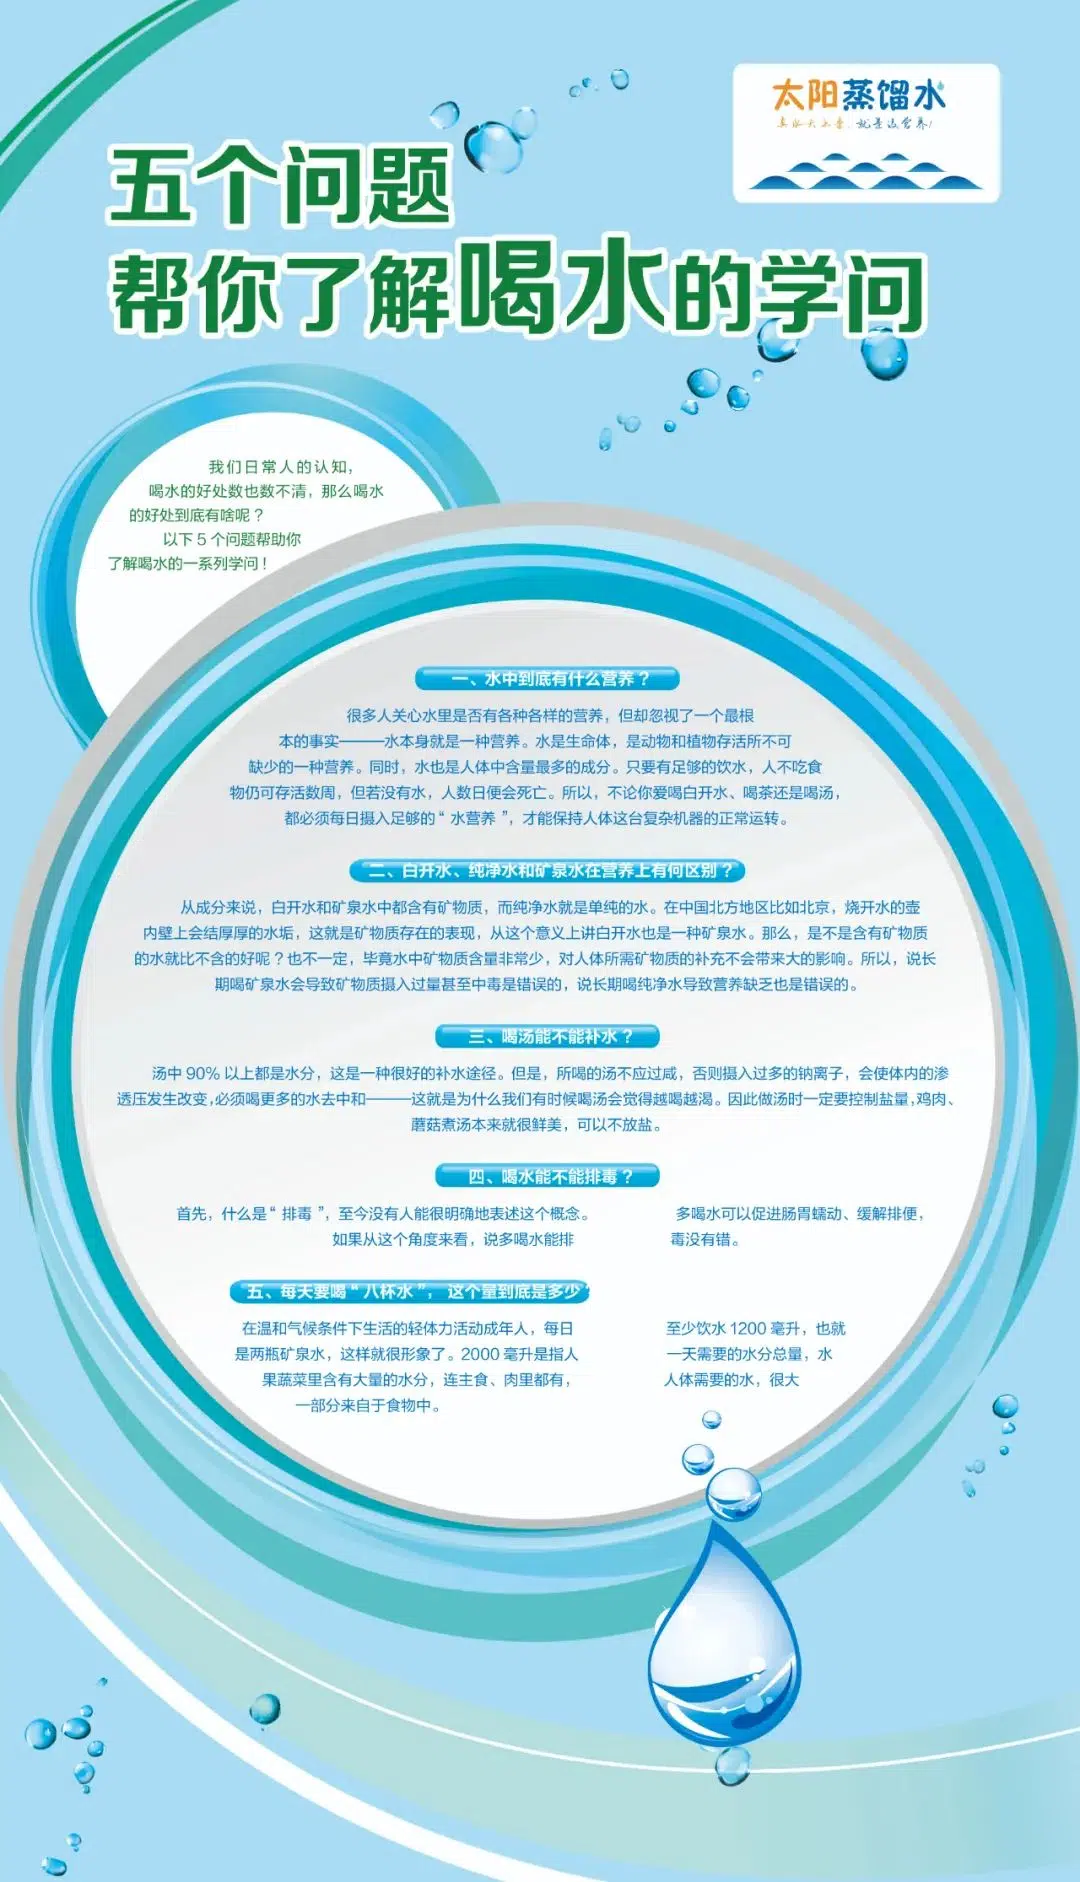 太阳蒸馏水
五个问题
帮你了解喝水的学问
我们日常人的认知，
喝水的好处数也数不清，那么喝水
的好处到底有啥呢？
以下 5 个问题帮助你
了解喝水的一系列学问！
一、水中到底有什么营养？
很多人关心水里是否有各种各样的营养，但却忽视了一个最根
本的事实———水本身就是一种营养。水是生命体，是动物和植物存活所不可
缺少的一种营养。同时，水也是人体中含量最多的成分。只要有足够的饮水，人不吃食
物仍可存活数周，但若没有水，人数日便会死亡。所以，不论你爱喝白开水、喝茶还是喝汤，
都必须每日摄入足够的“ 水营养 ”，才能保持人体这台复杂机器的正常运转。
二、白开水、纯净水和矿泉水在营养上有何区别？
从成分来说，白开水和矿泉水中都含有矿物质，而纯净水就是单纯的水。在中国北方地区比如北京，烧开水的壶
内壁上会结厚厚的水垢，这就是矿物质存在的表现，从这个意义上讲白开水也是一种矿泉水。那么，是不是含有矿物质
的水就比不含的好呢？也不一定，毕竟水中矿物质含量非常少，对人体所需矿物质的补充不会带来大的影响。所以，说长
期喝矿泉水会导致矿物质摄入过量甚至中毒是错误的，说长期喝纯净水导致营养缺乏也是错误的。
三、喝汤能不能补水？
汤中 90% 以上都是水分，这是一种很好的补水途径。但是，所喝的汤不应过咸，否则摄入过多的钠离子，会使体内的渗
透压发生改变，必须喝更多的水去中和———这就是为什么我们有时候喝汤会觉得越喝越渴。因此做汤时一定要控制盐量，鸡肉、
蘑菇煮汤本来就很鲜美，可以不放盐。
四、喝水能不能排毒？
首先，什么是“ 排毒 ”，至今没有人能很明确地表述这个概念。 多喝水可以促进肠胃蠕动、缓解排便，
如果从这个角度来看，说多喝水能排 毒没有错。
五、每天要喝“ 八杯水 ”， 这个量到底是多少
在温和气候条件下生活的轻体力活动成年人，每日 至少饮水 1200 毫升，也就
是两瓶矿泉水，这样就很形象了。2000 毫升是指人 一天需要的水分总量，水
果蔬菜里含有大量的水分，连主食、肉里都有， 人体需要的水，很大
一部分来自于食物中。